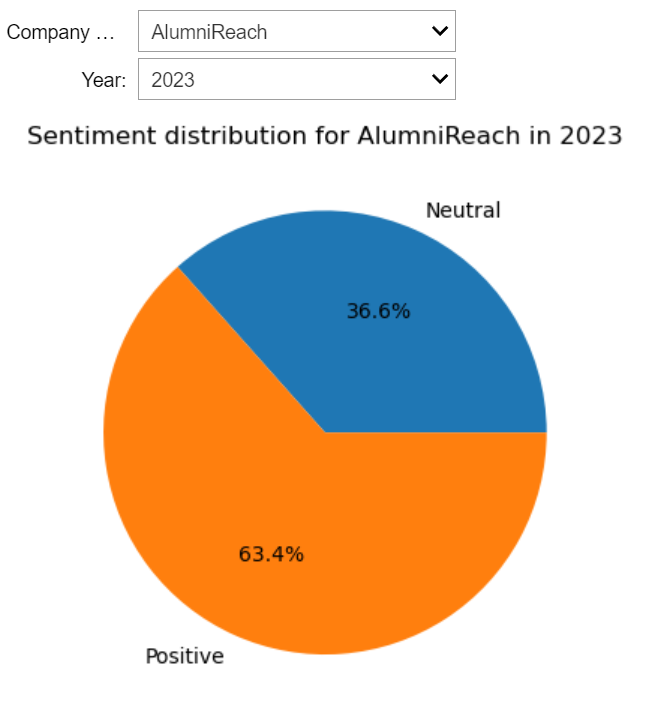 Company ... AlumniReach
Year: 2023
Sentiment distribution for AlumniReach in 2023
Neutral
36.6%
63.4%
Positive